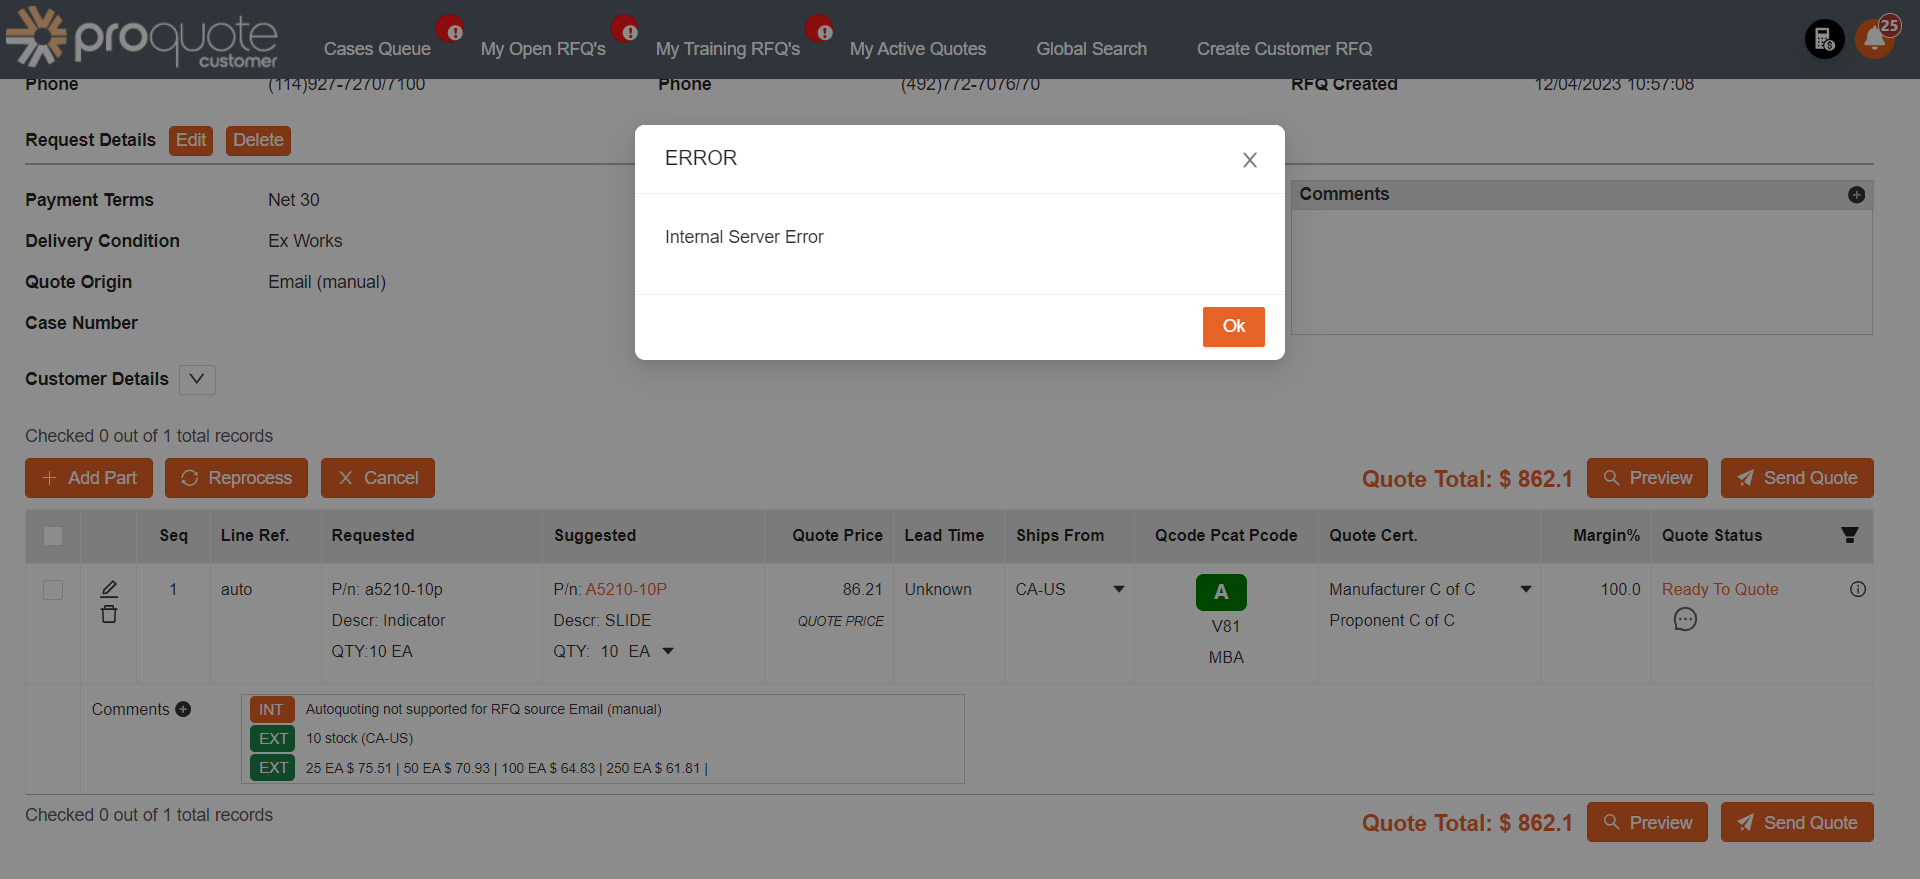 proquote
customer
Cases Queue
My Open RFQ's
My Training RFQ's
My Active Quotes
Global Search
Create Customer RFQ
25
Phone (114)927-7270/7100
Phone (492)772-7076/70
RFQ Created 12/04/2023 10:57:08
Request Details Edit Delete
ERROR
Internal Server Error
Ok
Payment Terms Net 30
Delivery Condition Ex Works
Quote Origin Email (manual)
Case Number
Comments
Customer Details
Checked 0 out of 1 total records
Add Part Reprocess Cancel
Quote Total: $ 862.1 Preview Send Quote
Seq Line Ref. Requested Suggested Quote Price Lead Time Ships From Qcode Pcat Pcode Quote Cert. Margin% Quote Status
1 auto P/n: a5210-10p P/n: A5210-10P 86.21 Unknown CA-US A Manufacturer C of C 100.0 Ready To Quote
Descr: Indicator Descr: SLIDE QUOTE PRICE V81 Proponent C of C
QTY:10 EA QTY: 10 EA MBA
Comments
INT Autoquoting not supported for RFQ source Email (manual)
EXT 10 stock (CA-US)
EXT 25 EA $ 75.51 | 50 EA $ 70.93 | 100 EA $ 64.83 | 250 EA $ 61.81 |
Checked 0 out of 1 total records
Quote Total: $ 862.1 Preview Send Quote